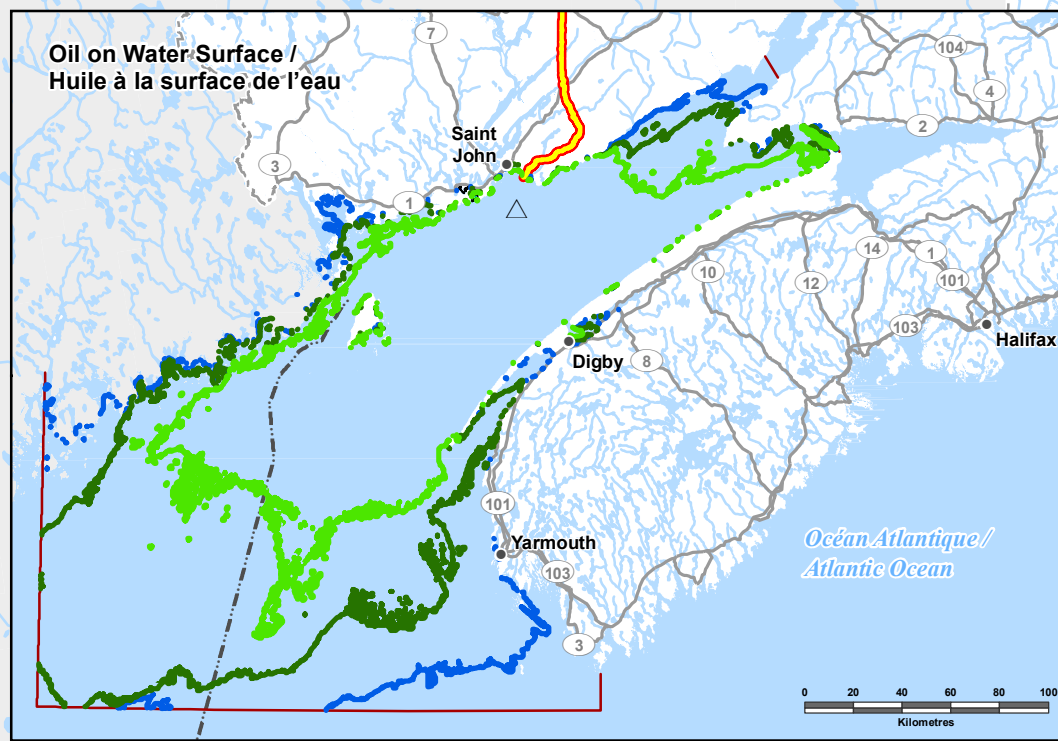 Oil on Water Surface /
Huile à la surface de l'eau
7
104
4
2
Saint
John
3
1
14
1
10
12
101
103
Halifax
Digby
8
101
Océan Atlantique /
Atlantic Ocean
Yarmouth
103
3
0 20 40 60 80 100
Kilometres